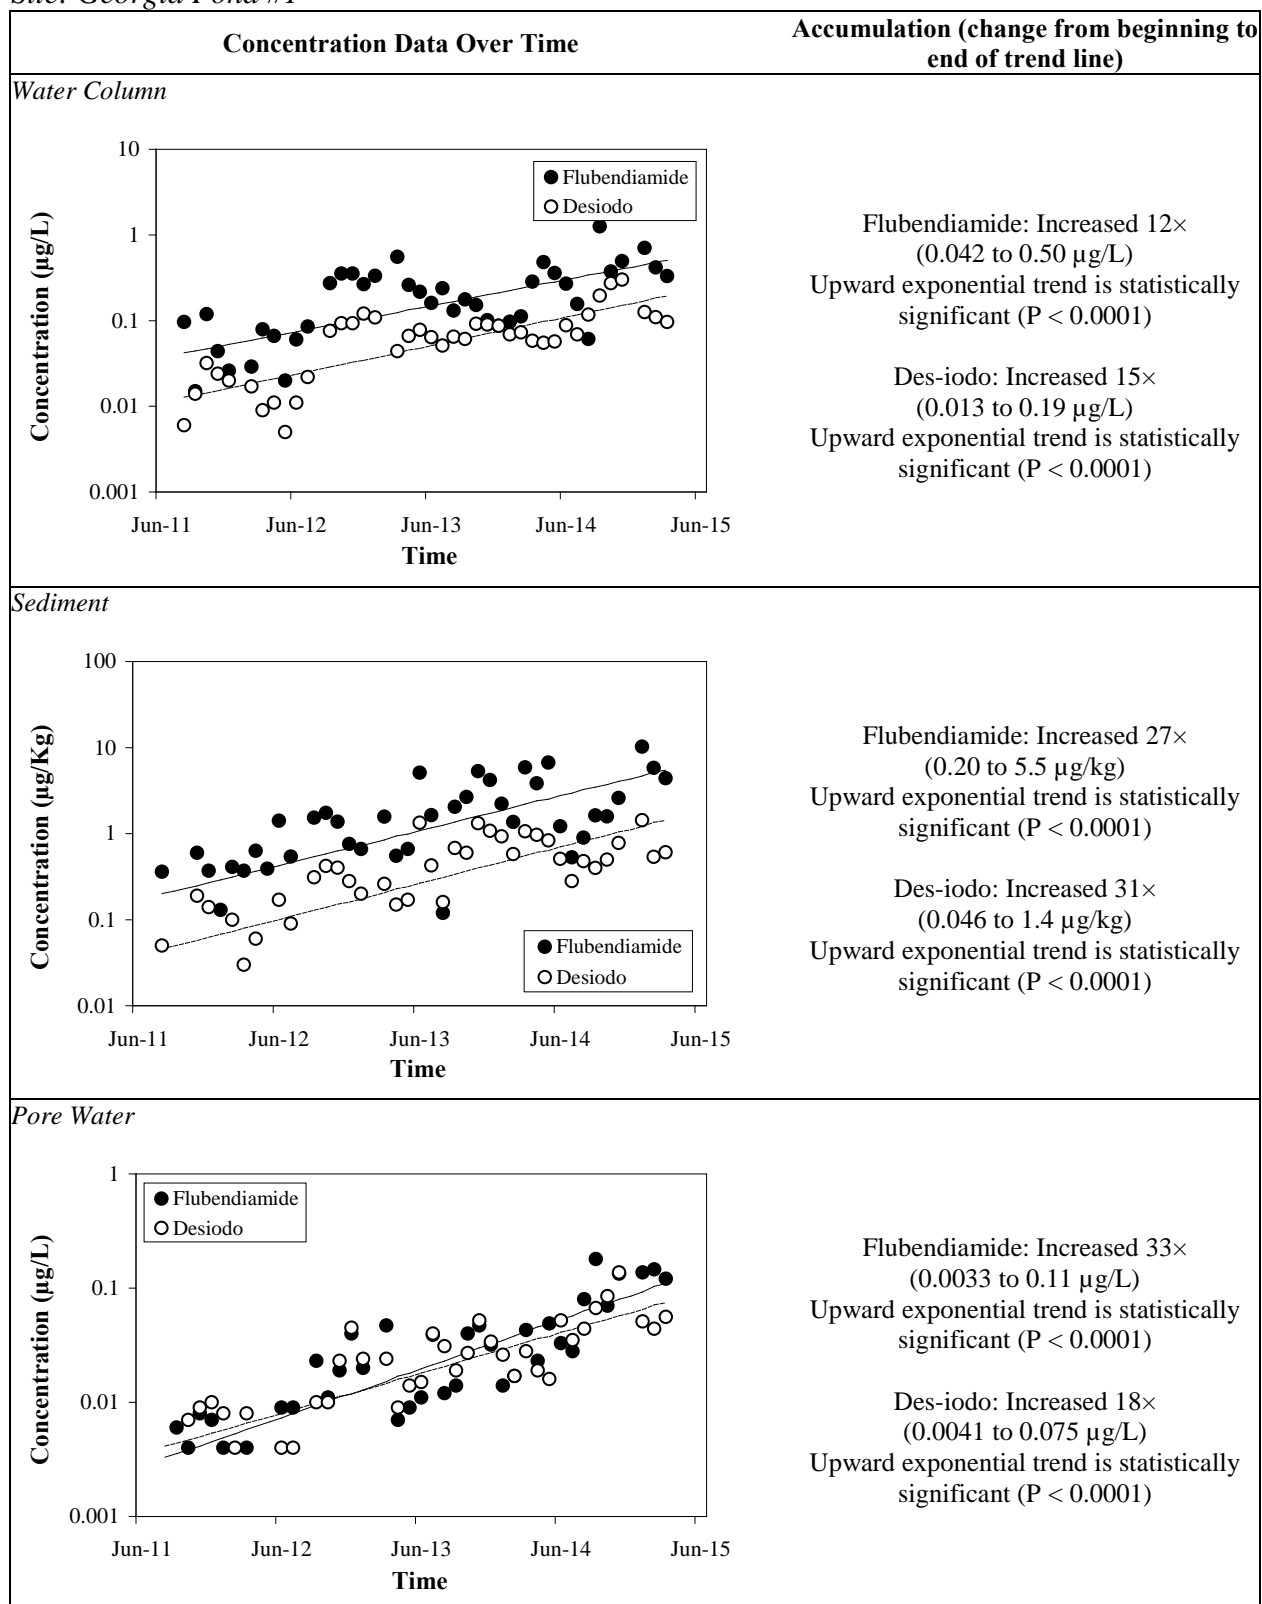 Site: Georgia Pond #1
Concentration Data Over Time
Accumulation (change from beginning to
end of trend line)
Water Column
10
1
0.1
0.01
0.001
Concentration (µg/L)
Flubendiamide
Desiodo
Jun-11
Jun-12
Jun-13
Jun-14
Jun-15
Time
Flubendiamide: Increased 12×
(0.042 to 0.50 µg/L)
Upward exponential trend is statistically
significant (P < 0.0001)
Des-iodo: Increased 15×
(0.013 to 0.19 µg/L)
Upward exponential trend is statistically
significant (P < 0.0001)
Sediment
100
10
1
0.1
0.01
Concentration (µg/Kg)
Flubendiamide
Desiodo
Jun-11
Jun-12
Jun-13
Jun-14
Jun-15
Time
Flubendiamide: Increased 27×
(0.20 to 5.5 µg/kg)
Upward exponential trend is statistically
significant (P < 0.0001)
Des-iodo: Increased 31×
(0.046 to 1.4 µg/kg)
Upward exponential trend is statistically
significant (P < 0.0001)
Pore Water
1
0.1
0.01
0.001
Concentration (µg/L)
Flubendiamide
Desiodo
Jun-11
Jun-12
Jun-13
Jun-14
Jun-15
Time
Flubendiamide: Increased 33×
(0.0033 to 0.11 µg/L)
Upward exponential trend is statistically
significant (P < 0.0001)
Des-iodo: Increased 18×
(0.0041 to 0.075 µg/L)
Upward exponential trend is statistically
significant (P < 0.0001)